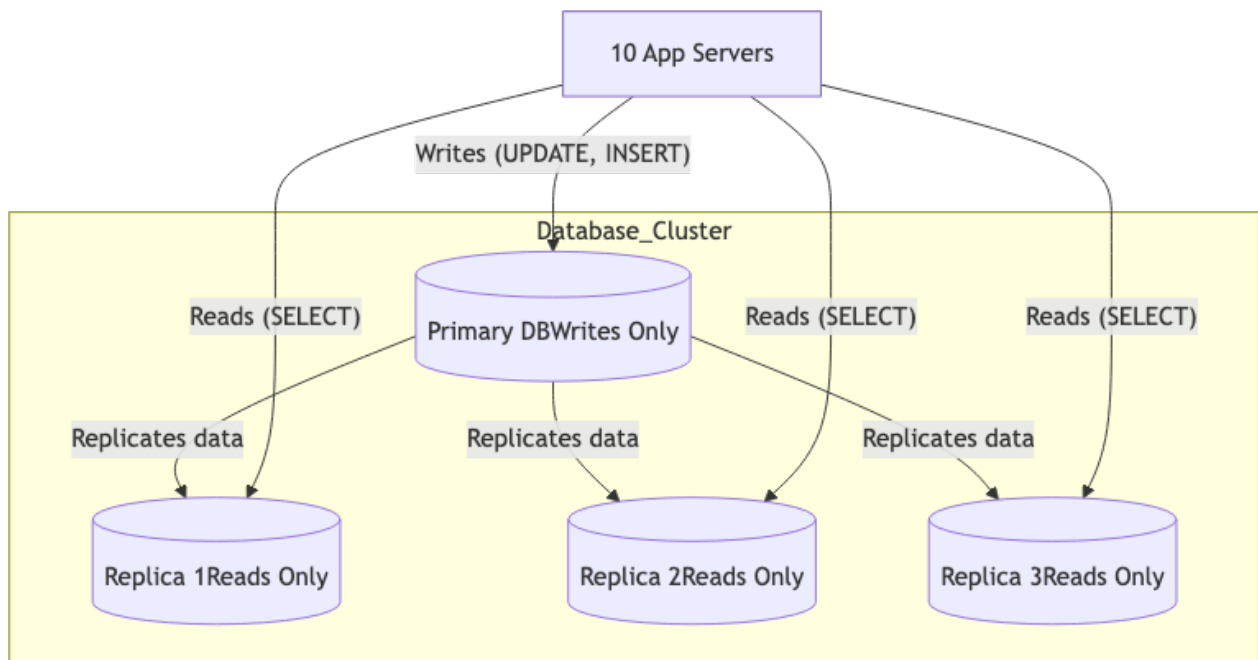 10 App Servers
Writes (UPDATE, INSERT)
Database_Cluster
Reads (SELECT)
Primary DBWrites Only
Reads (SELECT)
Reads (SELECT)
Replicates data
Replicates data
Replicates data
Replica 1Reads Only
Replica 2Reads Only
Replica 3Reads Only